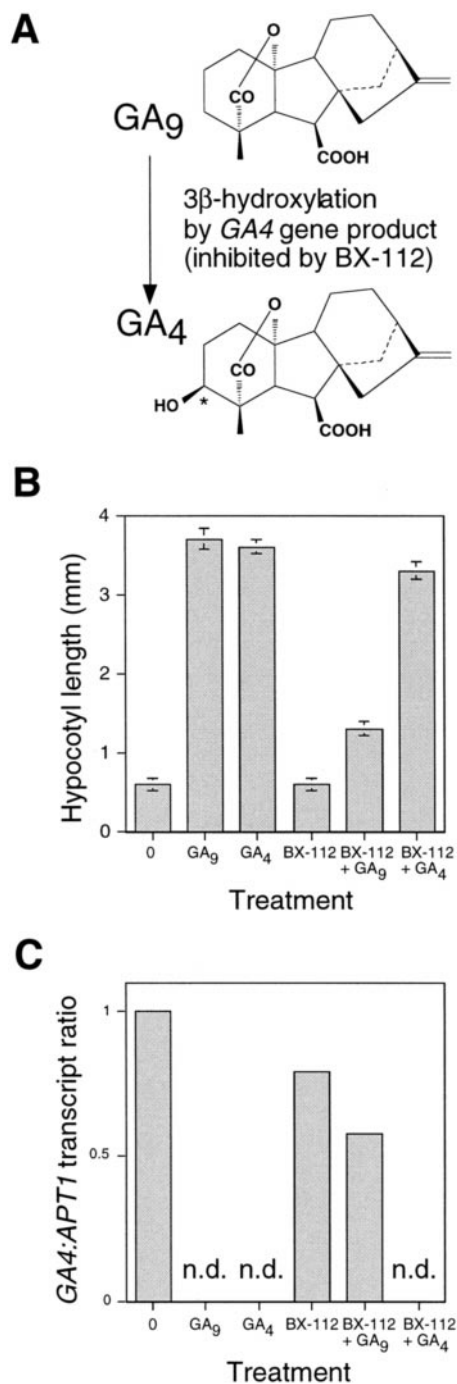 A
O
CO
COOH
GA9
3β-hydroxylation
by GA4 gene product
(inhibited by BX-112)
GA4
O
CO
HO
*
COOH
B
Hypocotyl length (mm)
4
3
2
1
0
0 GA9 GA4 BX-112 BX-112 + GA9 BX-112 + GA4
Treatment
C
GA4:APT1 transcript ratio
1
0.5
0
n.d. n.d. n.d.
0 GA9 GA4 BX-112 BX-112 + GA9 BX-112 + GA4
Treatment